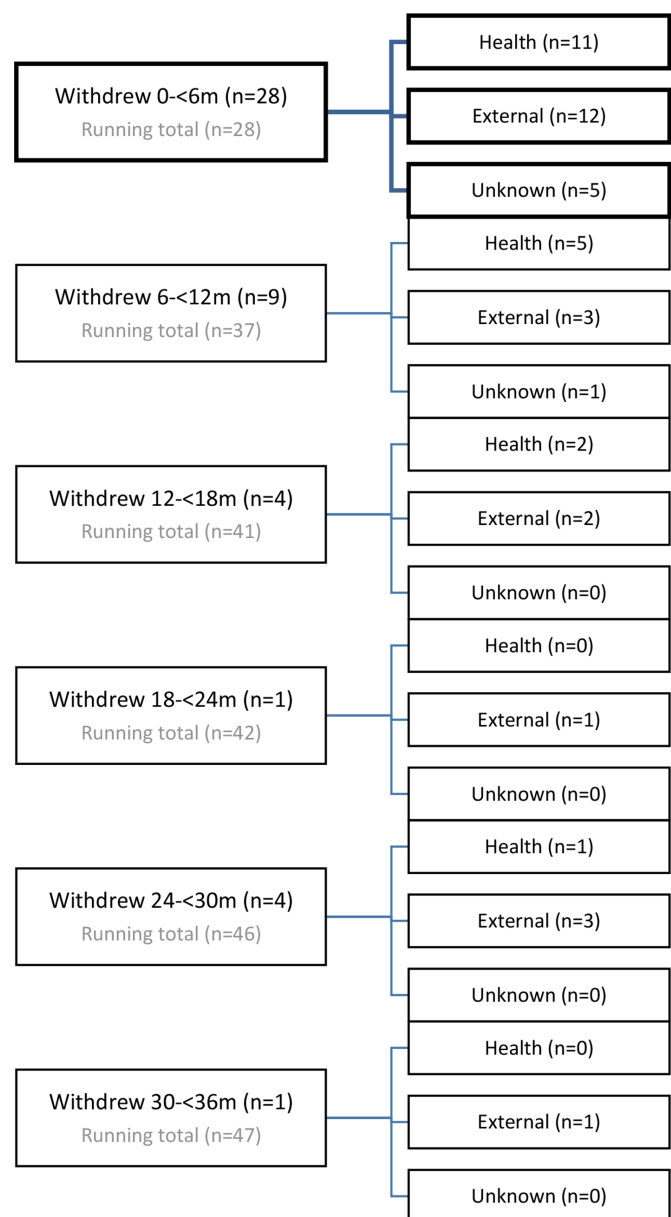 Withdrew 0-<6m (n=28)
Running total (n=28)
Health (n=11)
External (n=12)
Unknown (n=5)
Withdrew 6-<12m (n=9)
Running total (n=37)
Health (n=5)
External (n=3)
Unknown (n=1)
Withdrew 12-<18m (n=4)
Running total (n=41)
Health (n=2)
External (n=2)
Unknown (n=0)
Withdrew 18-<24m (n=1)
Running total (n=42)
Health (n=0)
External (n=1)
Unknown (n=0)
Withdrew 24-<30m (n=4)
Running total (n=46)
Health (n=1)
External (n=3)
Unknown (n=0)
Withdrew 30-<36m (n=1)
Running total (n=47)
Health (n=0)
External (n=1)
Unknown (n=0)